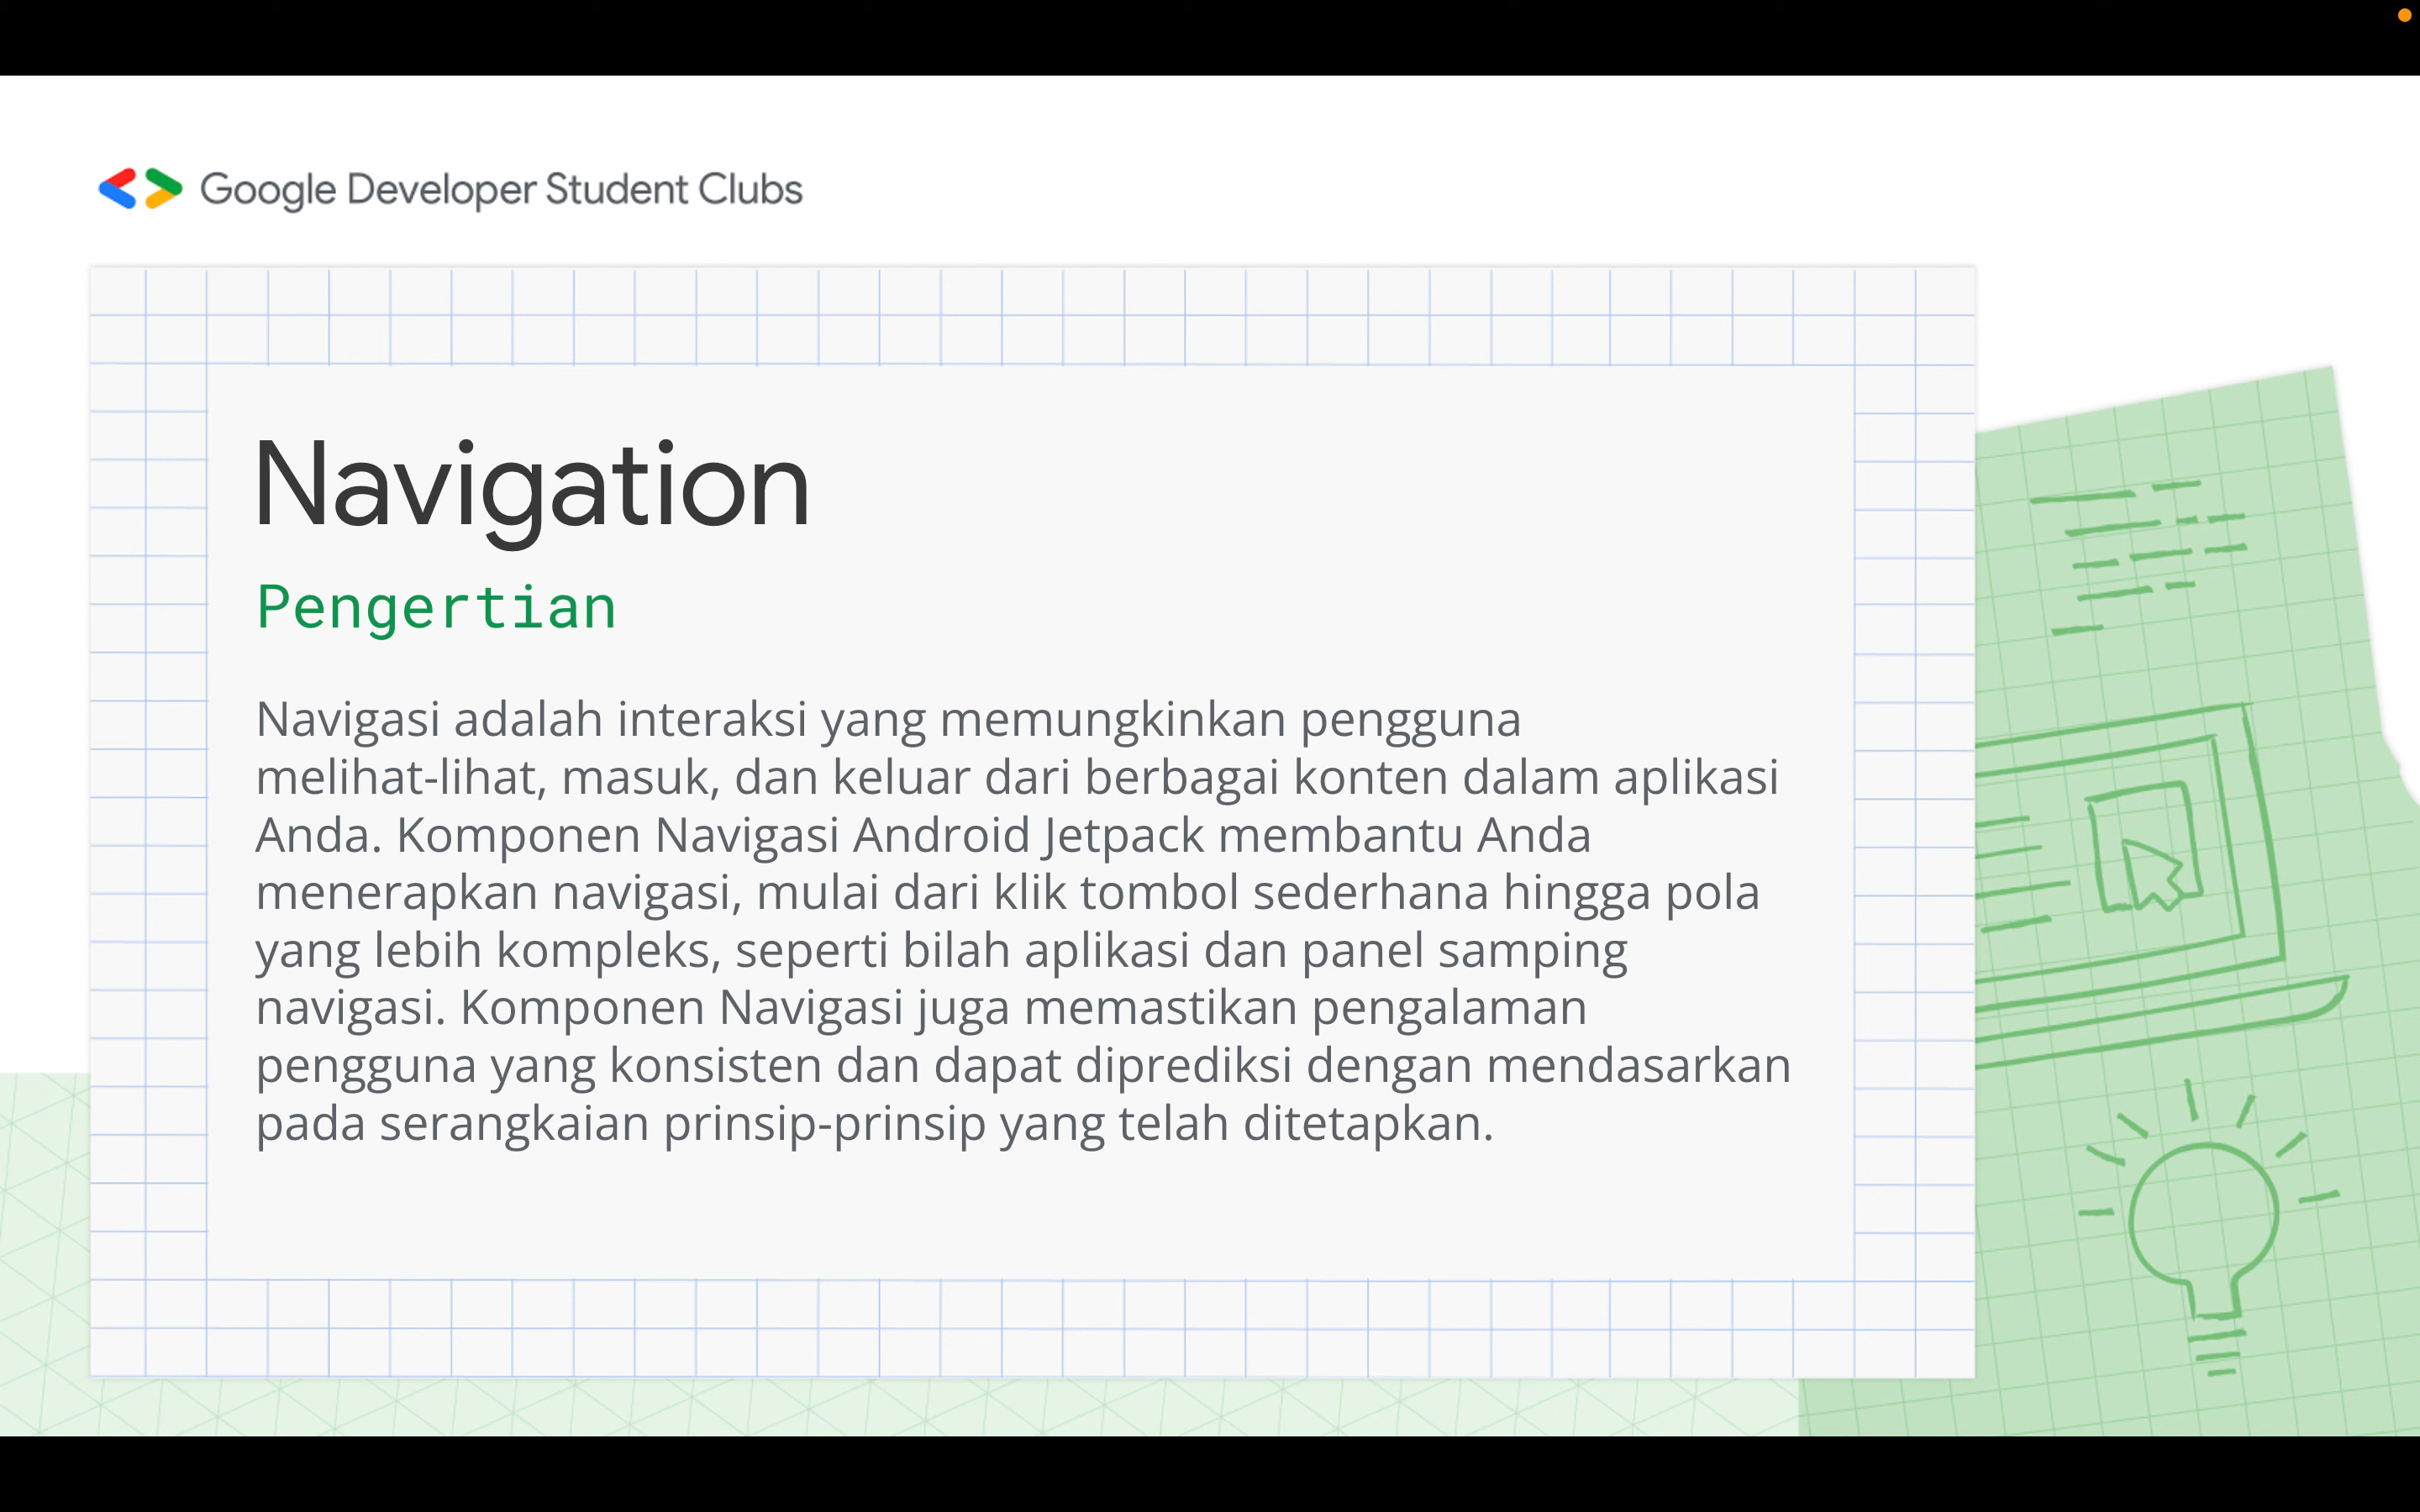 Google Developer Student Clubs
Navigation
Pengertian
Navigasi adalah interaksi yang memungkinkan pengguna
melihat-lihat, masuk, dan keluar dari berbagai konten dalam aplikasi
Anda. Komponen Navigasi Android Jetpack membantu Anda
menerapkan navigasi, mulai dari klik tombol sederhana hingga pola
yang lebih kompleks, seperti bilah aplikasi dan panel samping
navigasi. Komponen Navigasi juga memastikan pengalaman
pengguna yang konsisten dan dapat diprediksi dengan mendasarkan
pada serangkaian prinsip-prinsip yang telah ditetapkan.